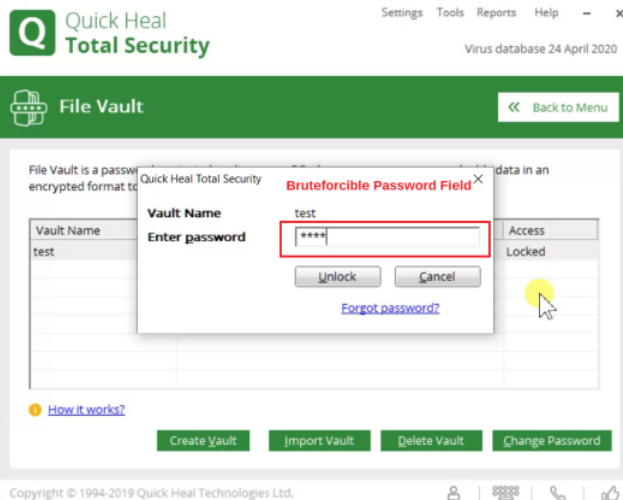 Settings Tools Reports Help
Q Quick Heal
Total Security
Virus database 24 April 2020
File Vault
Back to Menu
File Vault is a passw data in an
encrypted format to
Quick Heal Total Security
Bruteforcible Password Field
Vault Name test
Enter password ****
Unlock Cancel
Forgot password?
Vault Name Access
test Locked
How it works?
Create Vault Import Vault Delete Vault Change Password
Copyright © 1994-2019 Quick Heal Technologies Ltd.